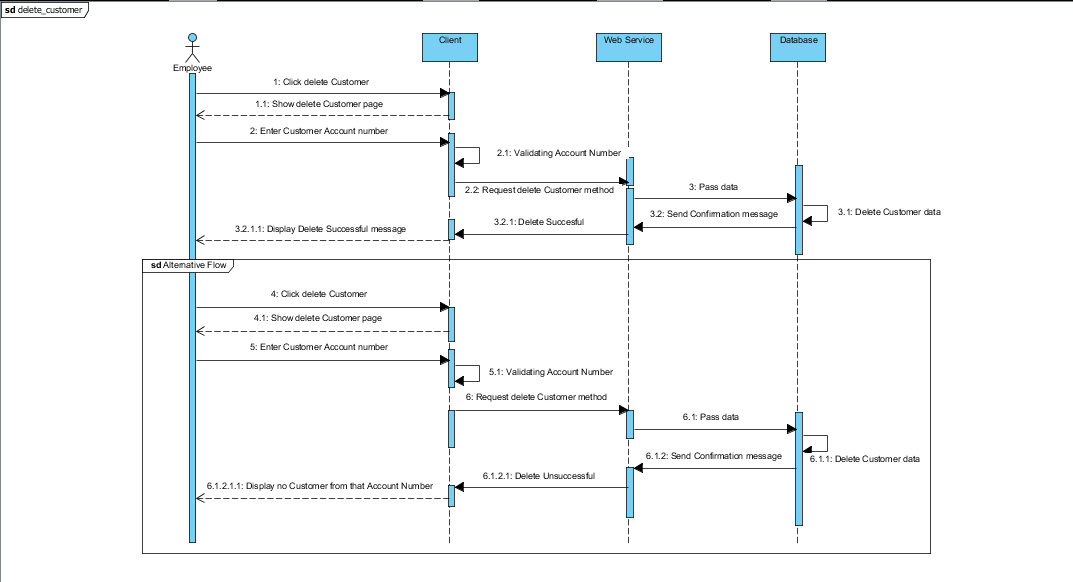 sd delete_customer
Client
Web Service
Database
Employee
1: Click delete Customer
1.1: Show delete Customer page
2: Enter Customer Account number
2.1: Validating Account Number
2.2: Request delete Customer method
3: Pass data
3.1: Delete Customer data
3.2: Send Confirmation message
3.2.1: Delete Succesful
3.2.1.1: Display Delete Successful message
sd Alternative Flow
4: Click delete Customer
4.1: Show delete Customer page
5: Enter Customer Account number
5.1: Validating Account Number
6: Request delete Customer method
6.1: Pass data
6.1.1: Delete Customer data
6.1.2: Send Confirmation message
6.1.2.1: Delete Unsuccessful
6.1.2.1.1: Display no Customer from that Account Number